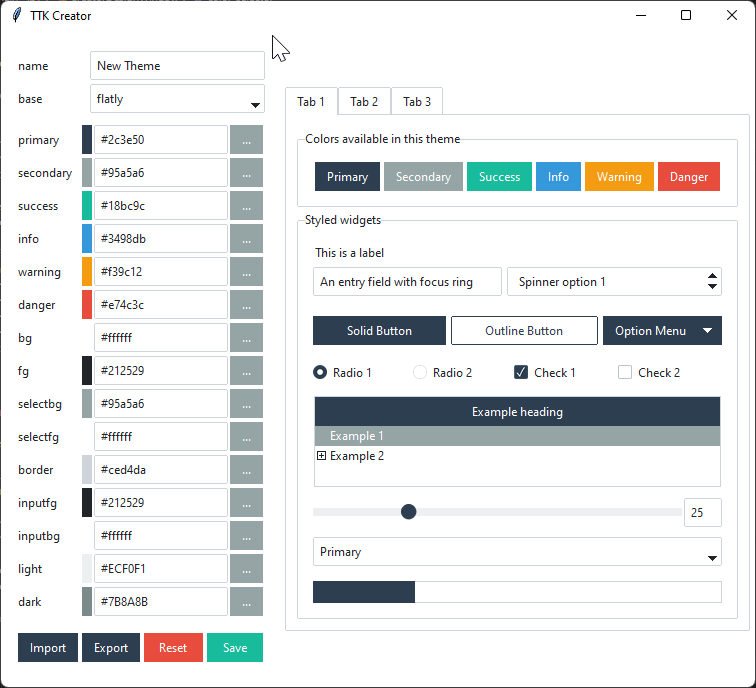 TTK Creator
name New Theme
base flatly
primary #2c3e50 ...
secondary #95a5a6 ...
success #18bc9c ...
info #3498db ...
warning #f39c12 ...
danger #e74c3c ...
bg #ffffff ...
fg #212529 ...
selectbg #95a5a6 ...
selectfg #ffffff ...
border #ced4da ...
inputfg #212529 ...
inputbg #ffffff ...
light #ECF0F1 ...
dark #7B8A8B ...
Import Export Reset Save
Tab 1 Tab 2 Tab 3
Colors available in this theme
Primary Secondary Success Info Warning Danger
Styled widgets
This is a label
An entry field with focus ring Spinner option 1
Solid Button Outline Button Option Menu
Radio 1 Radio 2 Check 1 Check 2
Example heading
Example 1
Example 2
25
Primary